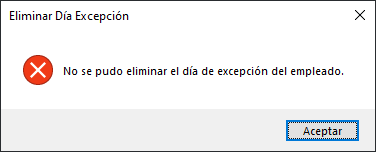 Eliminar Día Excepción
No se pudo eliminar el día de excepción del empleado.
Aceptar